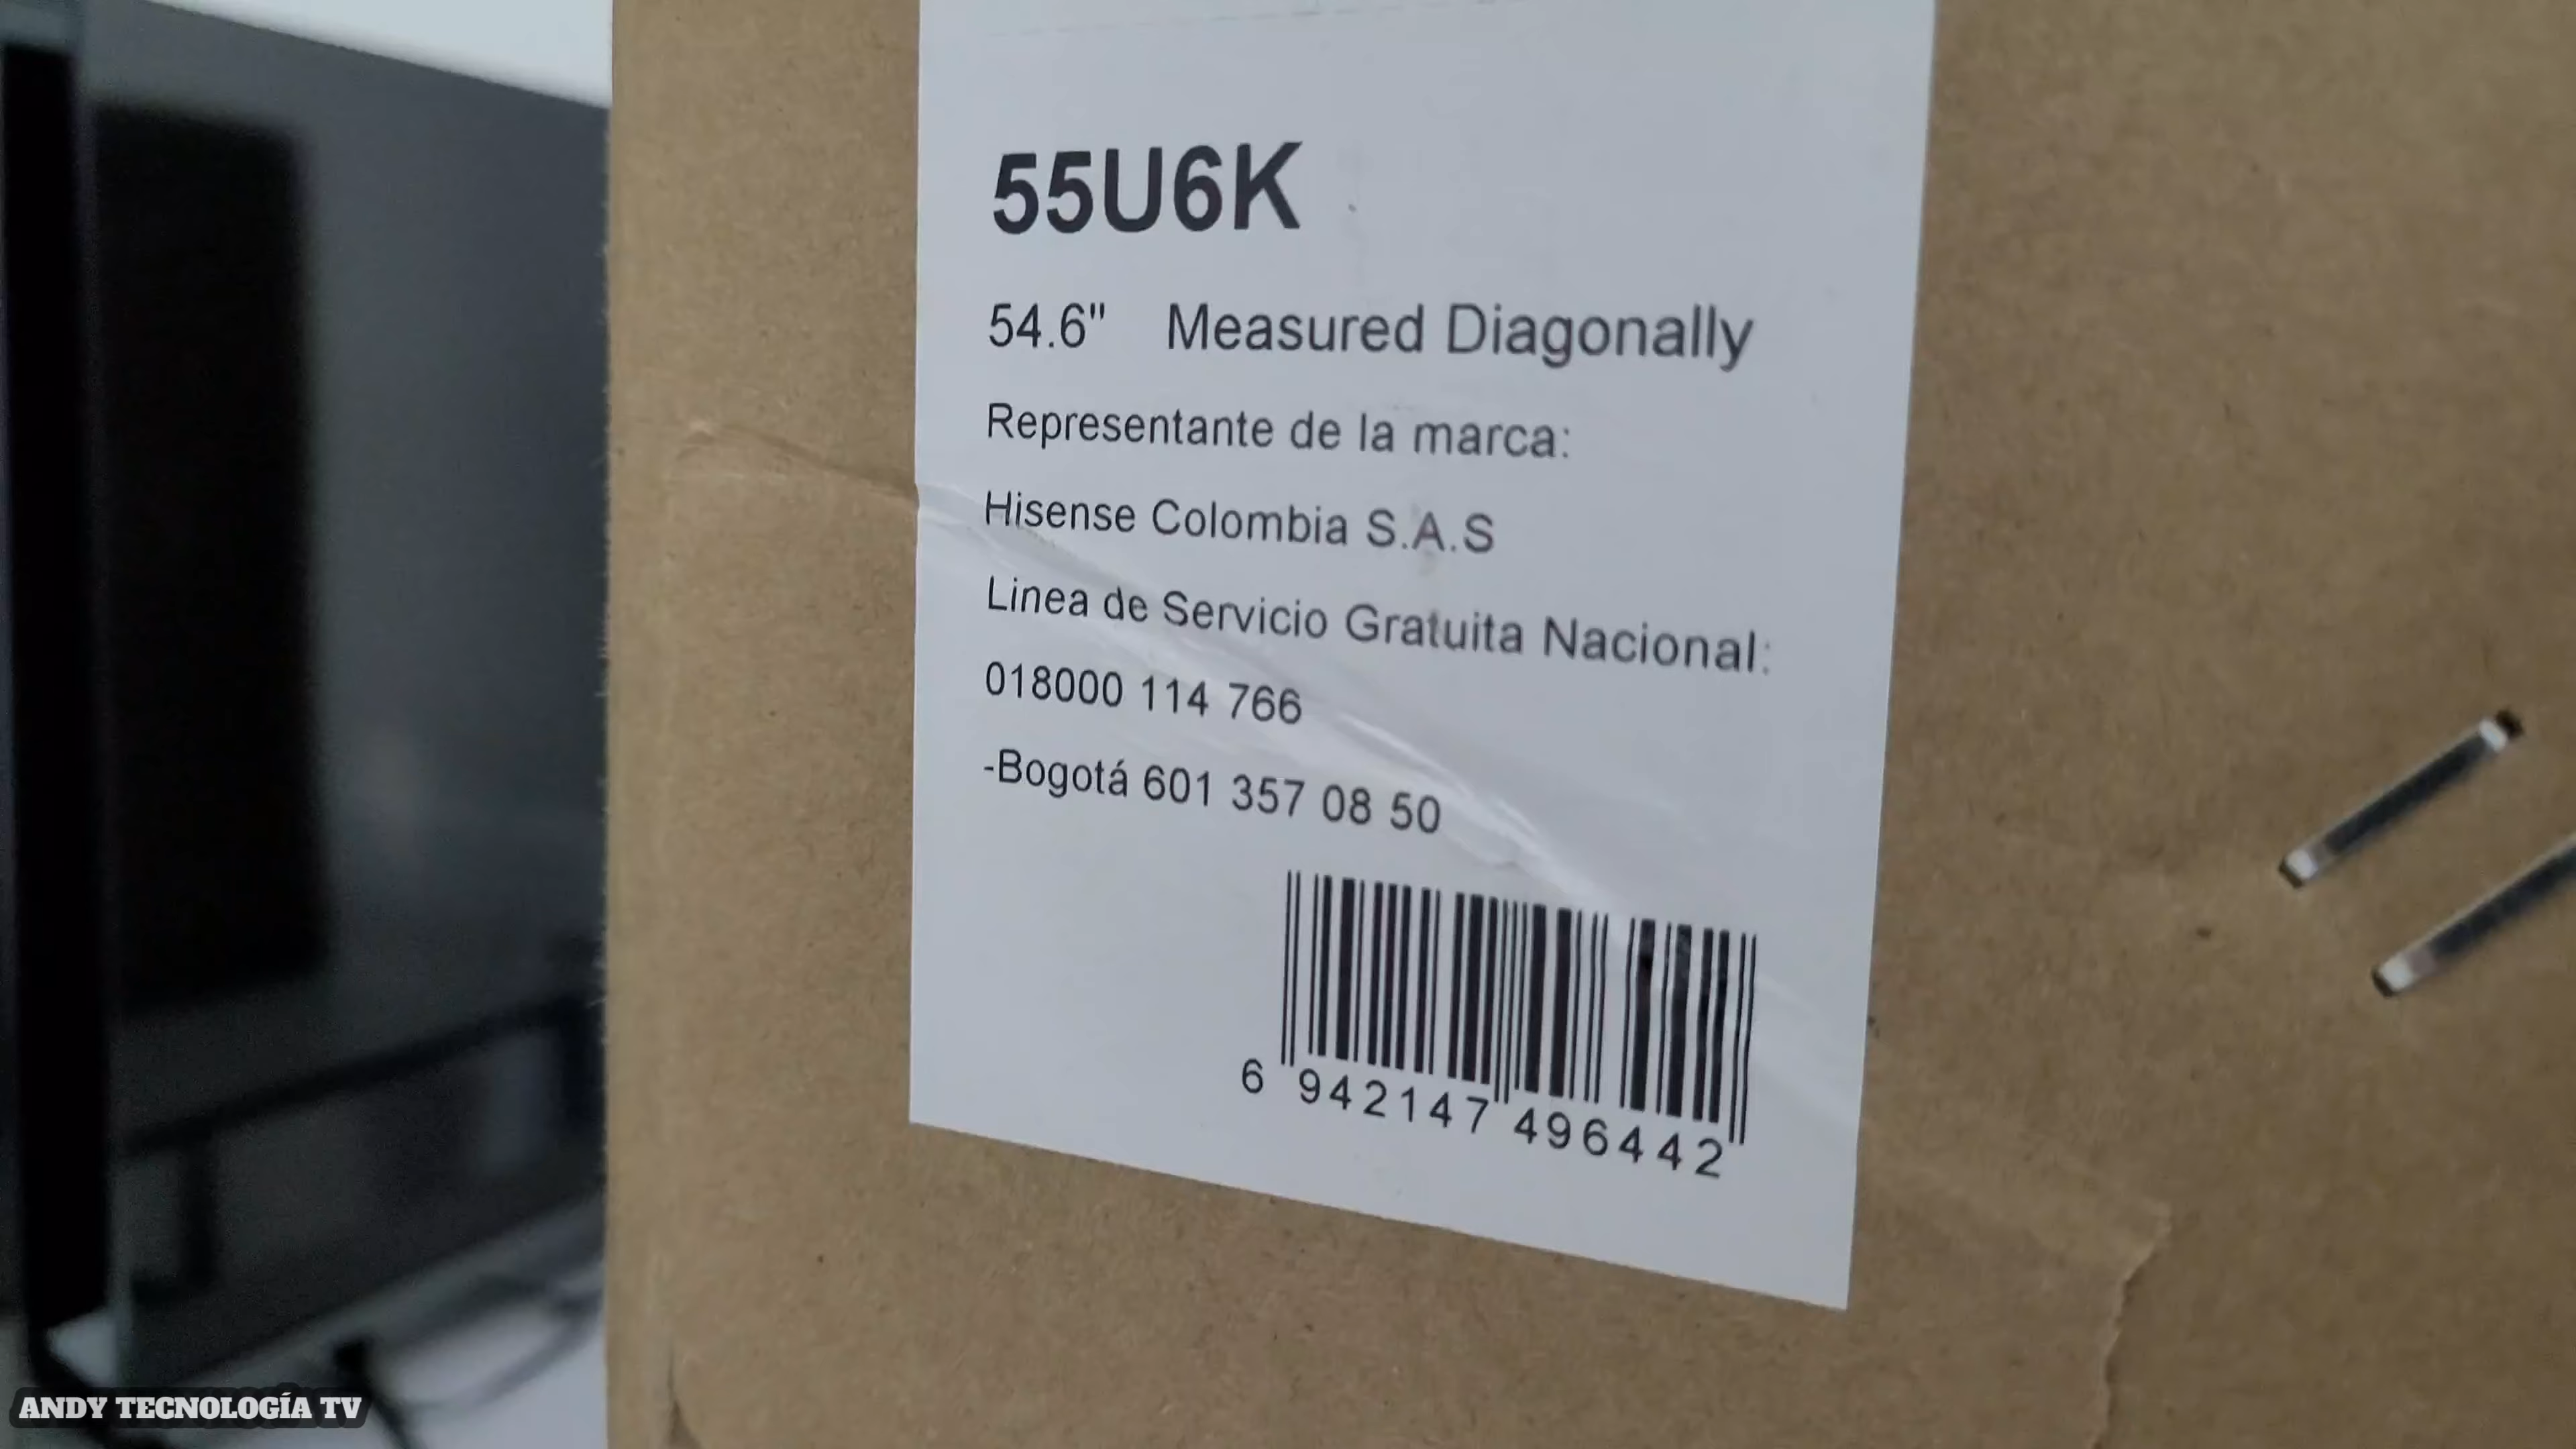 55U6K
54.6" Measured Diagonally
Representante de la marca:
Hisense Colombia S.A.S
Linea de Servicio Gratuita Nacional:
018000 114 766
-Bogotá 601 357 08 50
6 942147 496442
ANDY TECNOLOGÍA TV